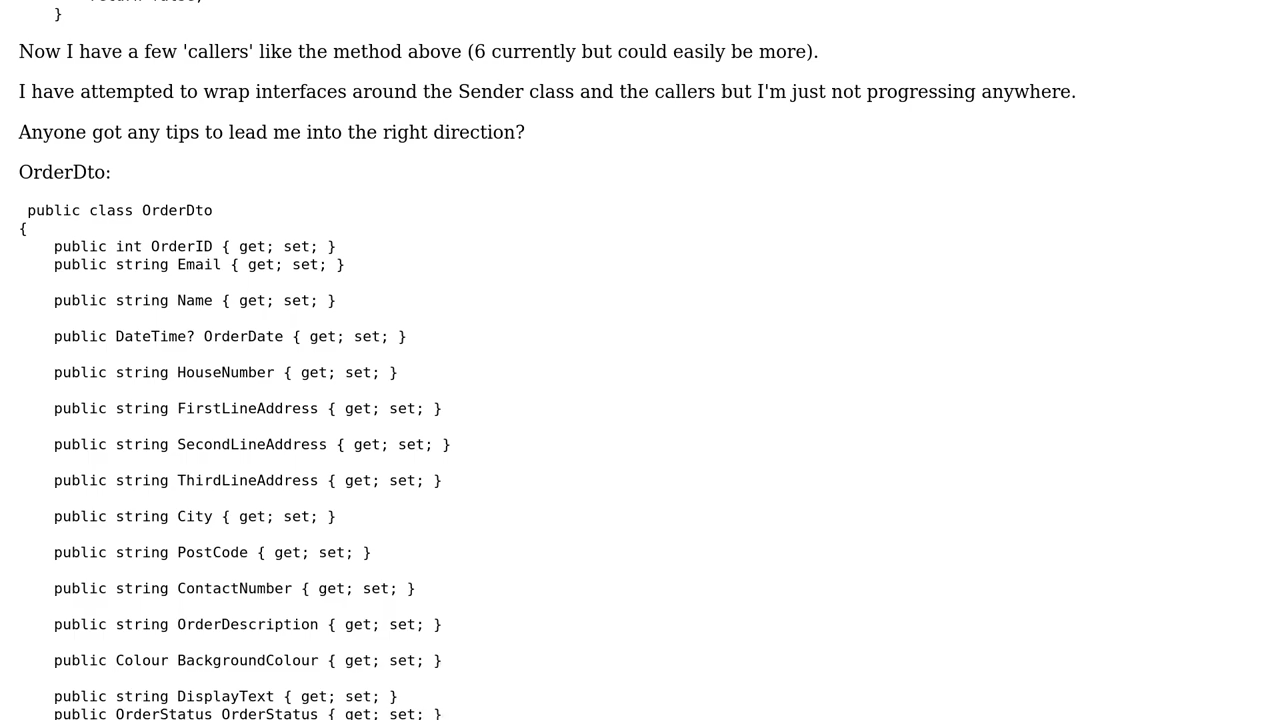 }
Now I have a few 'callers' like the method above (6 currently but could easily be more).
I have attempted to wrap interfaces around the Sender class and the callers but I'm just not progressing anywhere.
Anyone got any tips to lead me into the right direction?
OrderDto:
public class OrderDto
{
public int OrderID { get; set; }
public string Email { get; set; }
public string Name { get; set; }
public DateTime? OrderDate { get; set; }
public string HouseNumber { get; set; }
public string FirstLineAddress { get; set; }
public string SecondLineAddress { get; set; }
public string ThirdLineAddress { get; set; }
public string City { get; set; }
public string PostCode { get; set; }
public string ContactNumber { get; set; }
public string OrderDescription { get; set; }
public Colour BackgroundColour { get; set; }
public string DisplayText { get; set; }
public OrderStatus OrderStatus { get; set; }